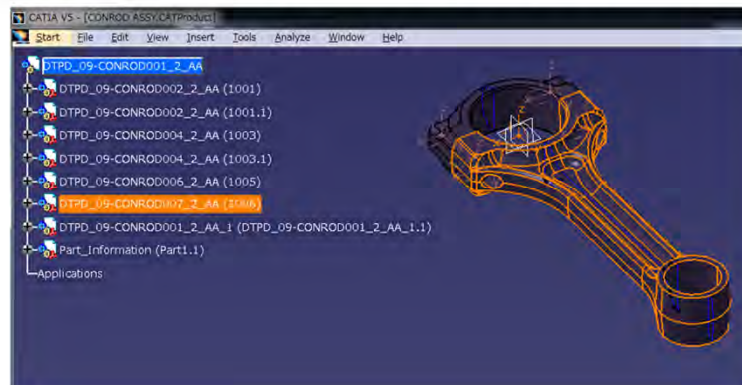 CATIA V5 - [CONROD ASSY.CATProduct]
Start File Edit View Insert Tools Analyze Window Help
DTPD_09-CONROD001_2_AA
DTPD_09-CONROD002_2_AA (1001)
DTPD_09-CONROD002_2_AA (1001.1)
DTPD_09-CONROD004_2_AA (1003)
DTPD_09-CONROD004_2_AA (1003.1)
DTPD_09-CONROD006_2_AA (1005)
DTPD_09-CONROD007_2_AA (1006)
DTPD_09-CONROD001_2_AA_1 (DTPD_09-CONROD001_2_AA_1.1)
Part_Information (Part1.1)
Applications
z